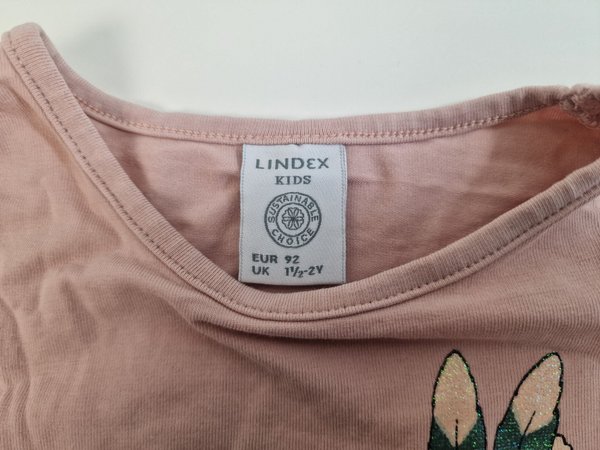 LINDEX
KIDS
SUSTAINABLE
CHOICE
EUR 92
UK 1½-2Y